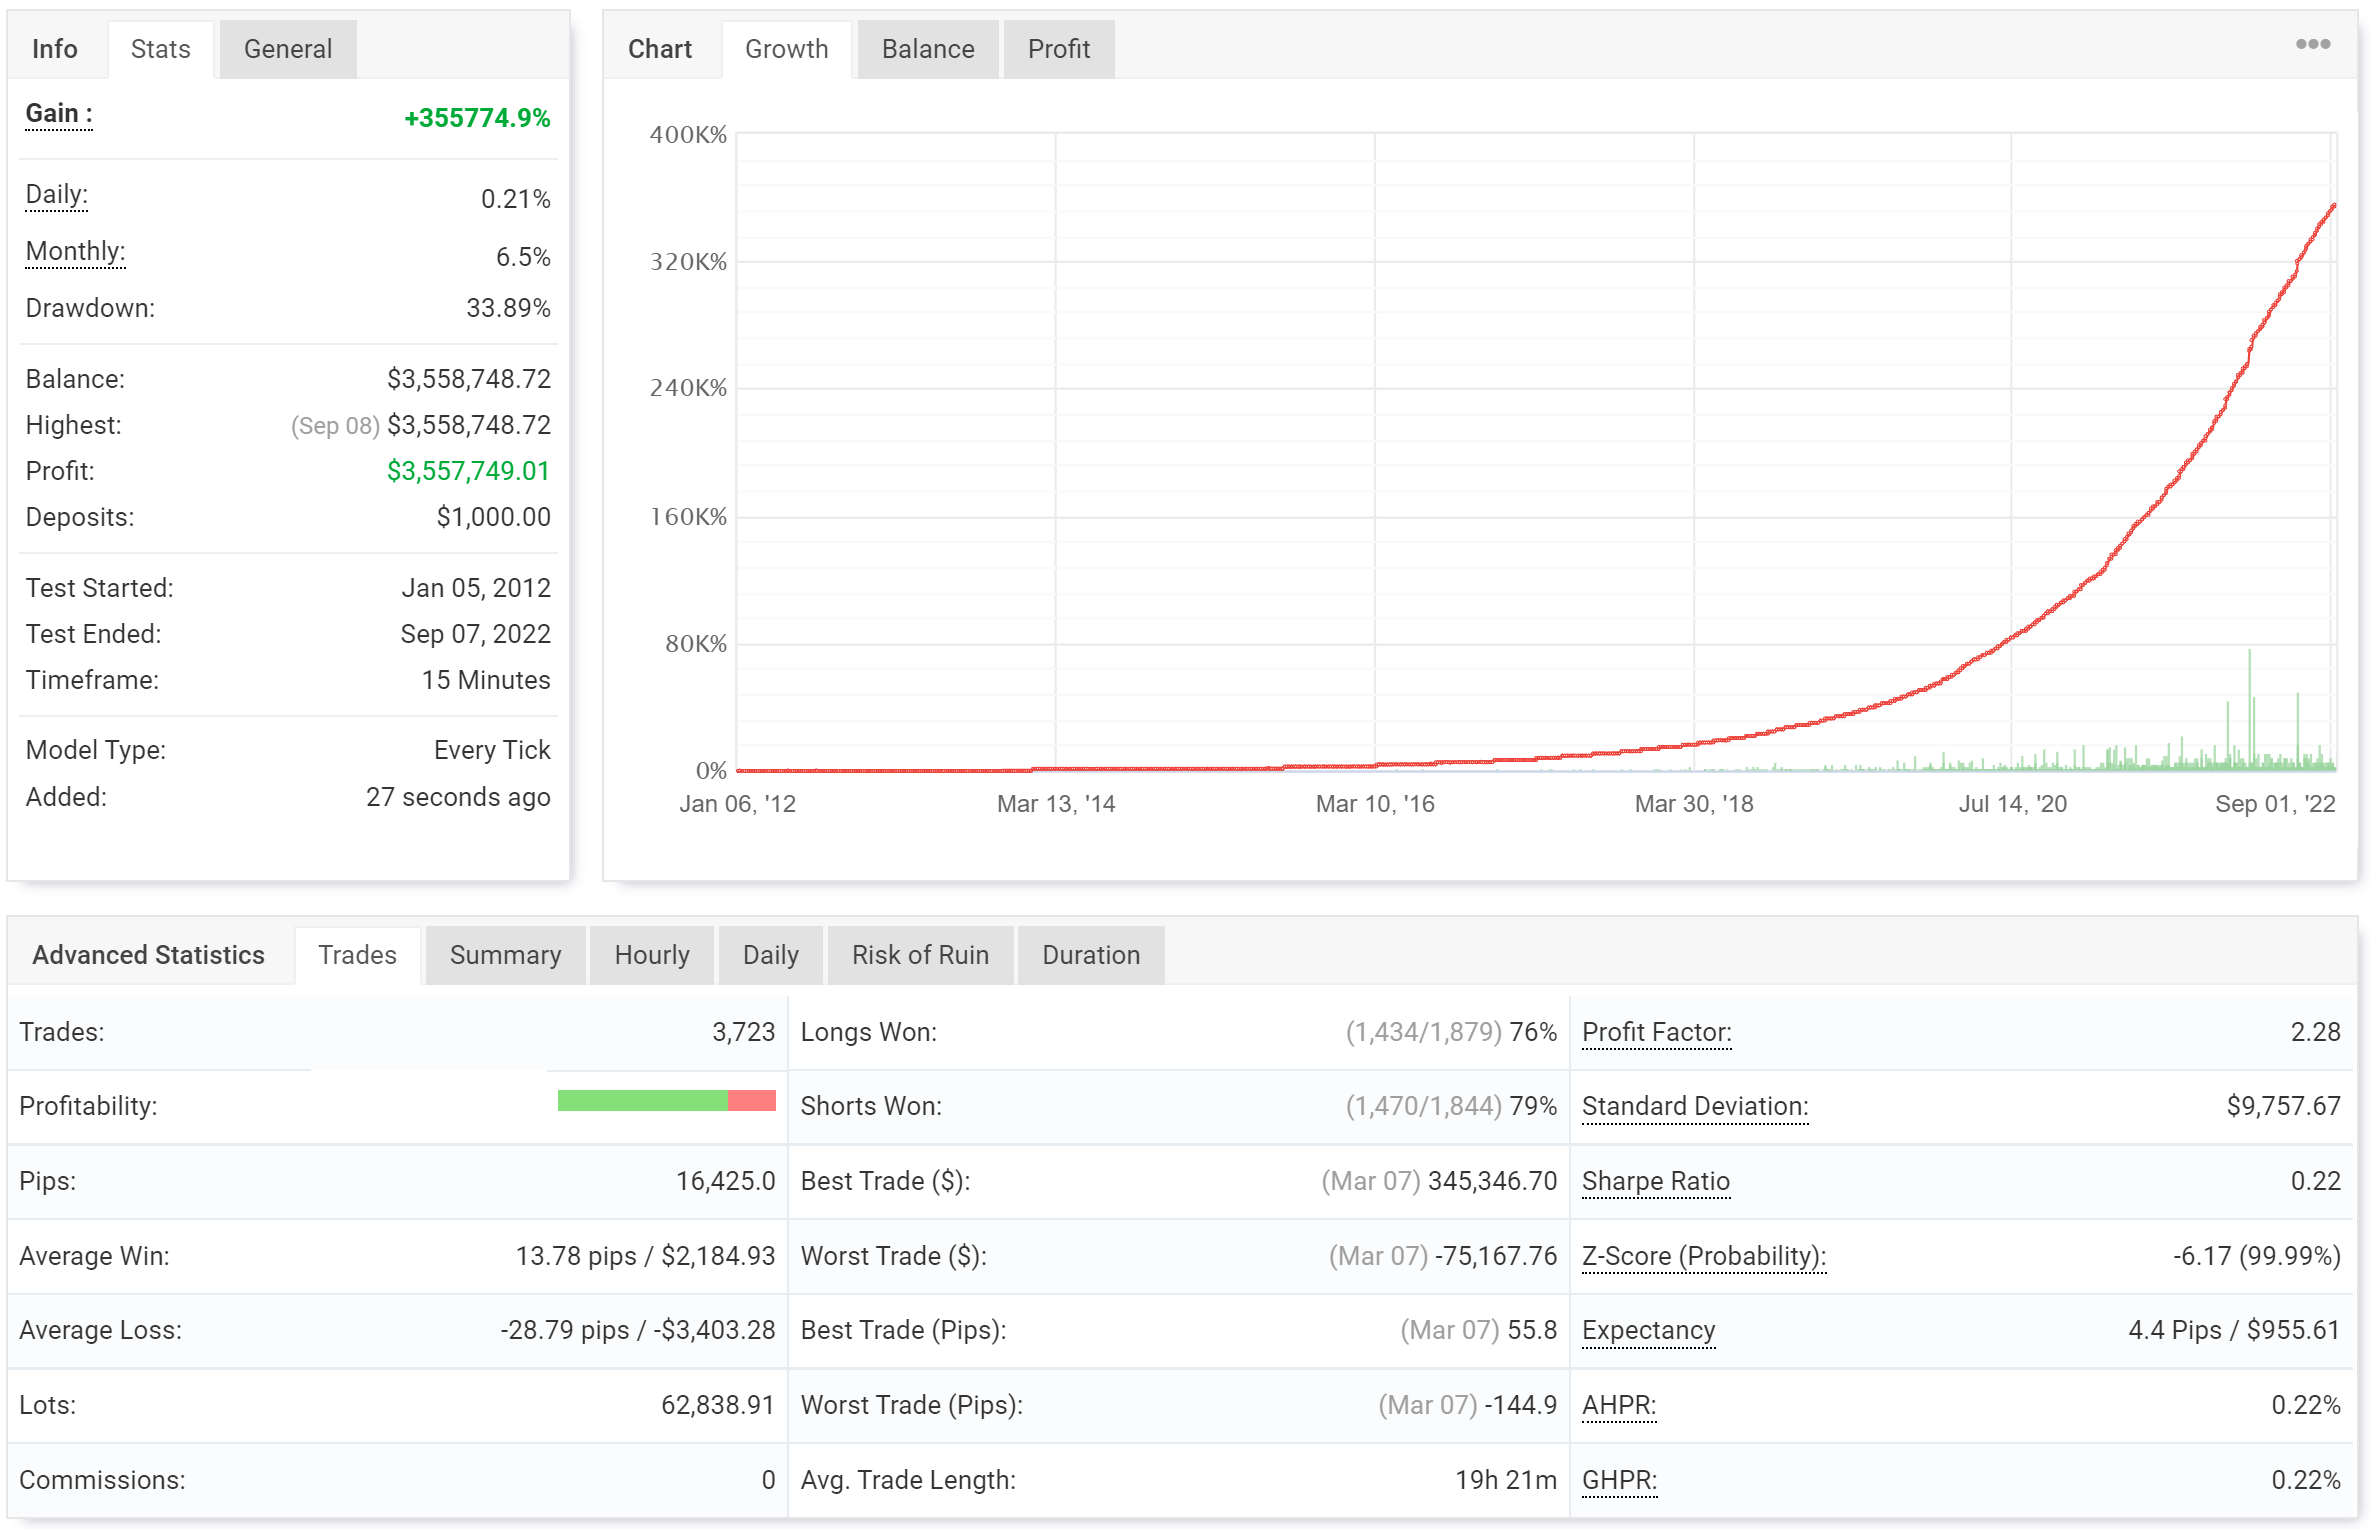 Info Stats General
Gain : +355774.9%
Daily: 0.21%
Monthly: 6.5%
Drawdown: 33.89%
Balance: $3,558,748.72
Highest: (Sep 08) $3,558,748.72
Profit: $3,557,749.01
Deposits: $1,000.00
Test Started: Jan 05, 2012
Test Ended: Sep 07, 2022
Timeframe: 15 Minutes
Model Type: Every Tick
Added: 27 seconds ago
Chart Growth Balance Profit
400K%
320K%
240K%
160K%
80K%
0%
Jan 06, '12 Mar 13, '14 Mar 10, '16 Mar 30, '18 Jul 14, '20 Sep 01, '22
Advanced Statistics Trades Summary Hourly Daily Risk of Ruin Duration
Trades: 3,723
Profitability:
Pips: 16,425.0
Average Win: 13.78 pips / $2,184.93
Average Loss: -28.79 pips / -$3,403.28
Lots: 62,838.91
Commissions: 0
Longs Won: (1,434/1,879) 76%
Shorts Won: (1,470/1,844) 79%
Best Trade ($): (Mar 07) 345,346.70
Worst Trade ($): (Mar 07) -75,167.76
Best Trade (Pips): (Mar 07) 55.8
Worst Trade (Pips): (Mar 07) -144.9
Avg. Trade Length: 19h 21m
Profit Factor: 2.28
Standard Deviation: $9,757.67
Sharpe Ratio 0.22
Z-Score (Probability): -6.17 (99.99%)
Expectancy 4.4 Pips / $955.61
AHPR: 0.22%
GHPR: 0.22%